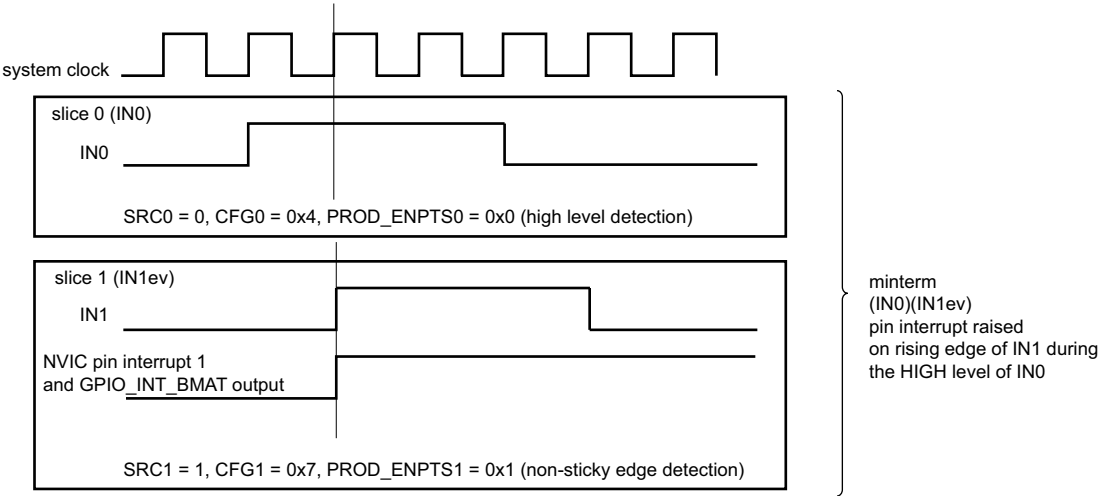 system clock
slice 0 (IN0)
IN0
SRC0 = 0, CFG0 = 0x4, PROD_ENPTS0 = 0x0 (high level detection)
slice 1 (IN1ev)
IN1
NVIC pin interrupt 1
and GPIO_INT_BMAT output
SRC1 = 1, CFG1 = 0x7, PROD_ENPTS1 = 0x1 (non-sticky edge detection)
minterm
(IN0)(IN1ev)
pin interrupt raised
on rising edge of IN1 during
the HIGH level of IN0